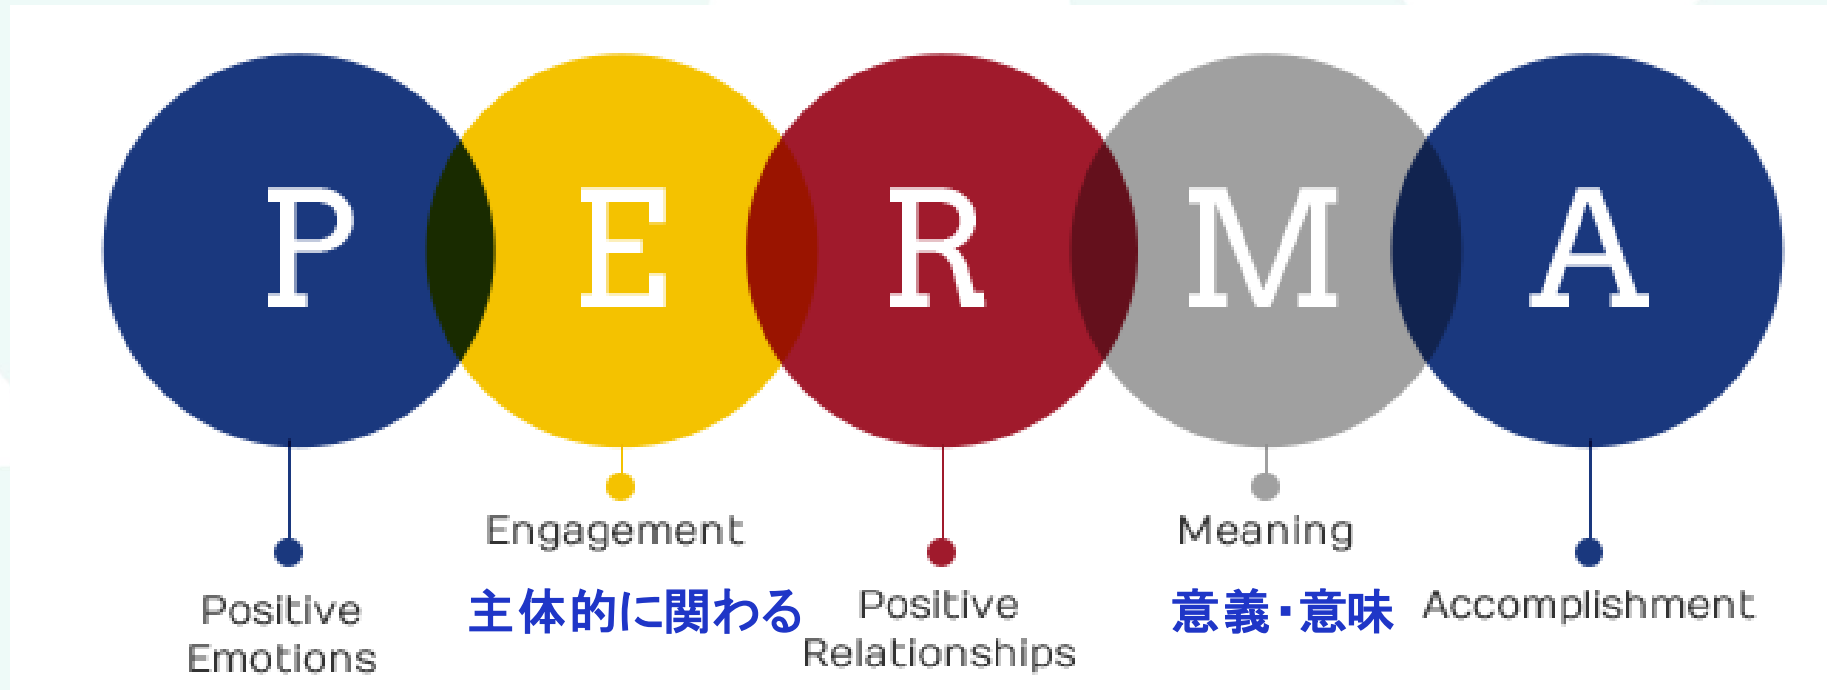 P E R M A
Engagement
Meaning
Positive
Emotions
主体的に関わる
Positive
Relationships
意義・意味
Accomplishment